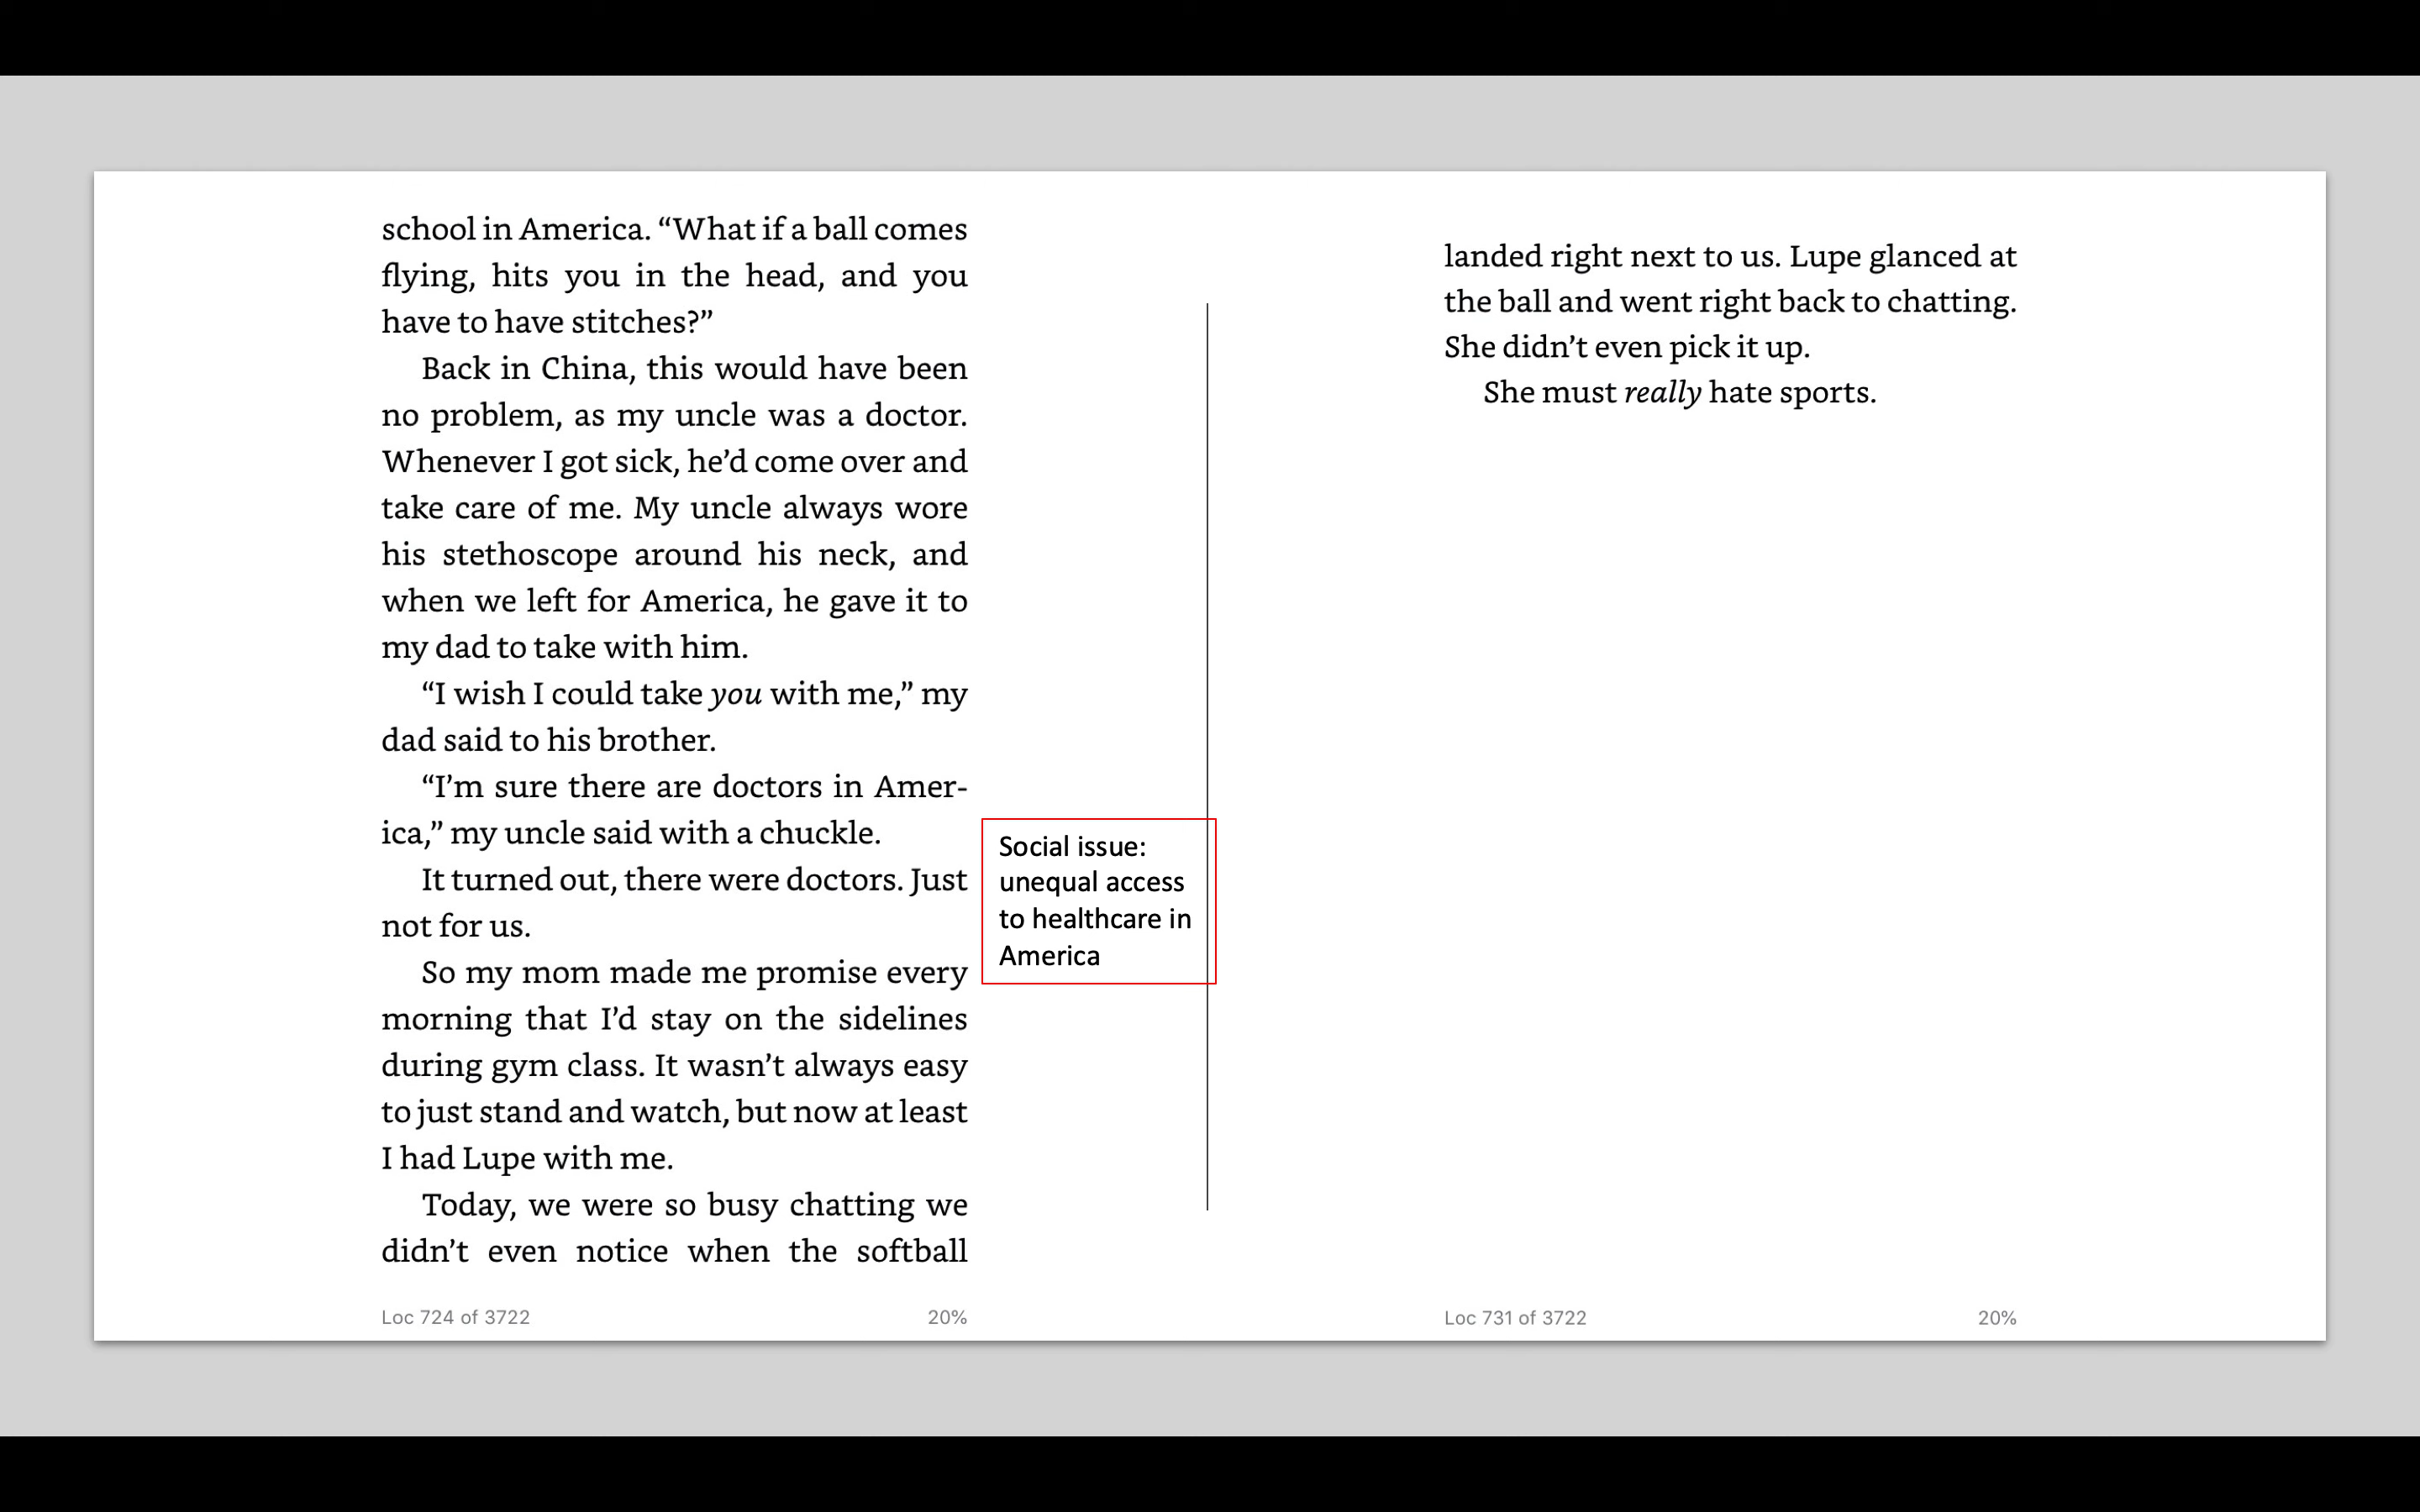 school in America. “What if a ball comes
flying, hits you in the head, and you
have to have stitches?”
Back in China, this would have been
no problem, as my uncle was a doctor.
Whenever I got sick, he’d come over and
take care of me. My uncle always wore
his stethoscope around his neck, and
when we left for America, he gave it to
my dad to take with him.
“I wish I could take you with me,” my
dad said to his brother.
“I’m sure there are doctors in Amer-
ica,” my uncle said with a chuckle.
It turned out, there were doctors. Just
not for us.
So my mom made me promise every
morning that I’d stay on the sidelines
during gym class. It wasn’t always easy
to just stand and watch, but now at least
I had Lupe with me.
Today, we were so busy chatting we
didn’t even notice when the softball
Loc 724 of 3722 20%
Social issue:
unequal access
to healthcare in
America
landed right next to us. Lupe glanced at
the ball and went right back to chatting.
She didn’t even pick it up.
She must really hate sports.
Loc 731 of 3722 20%